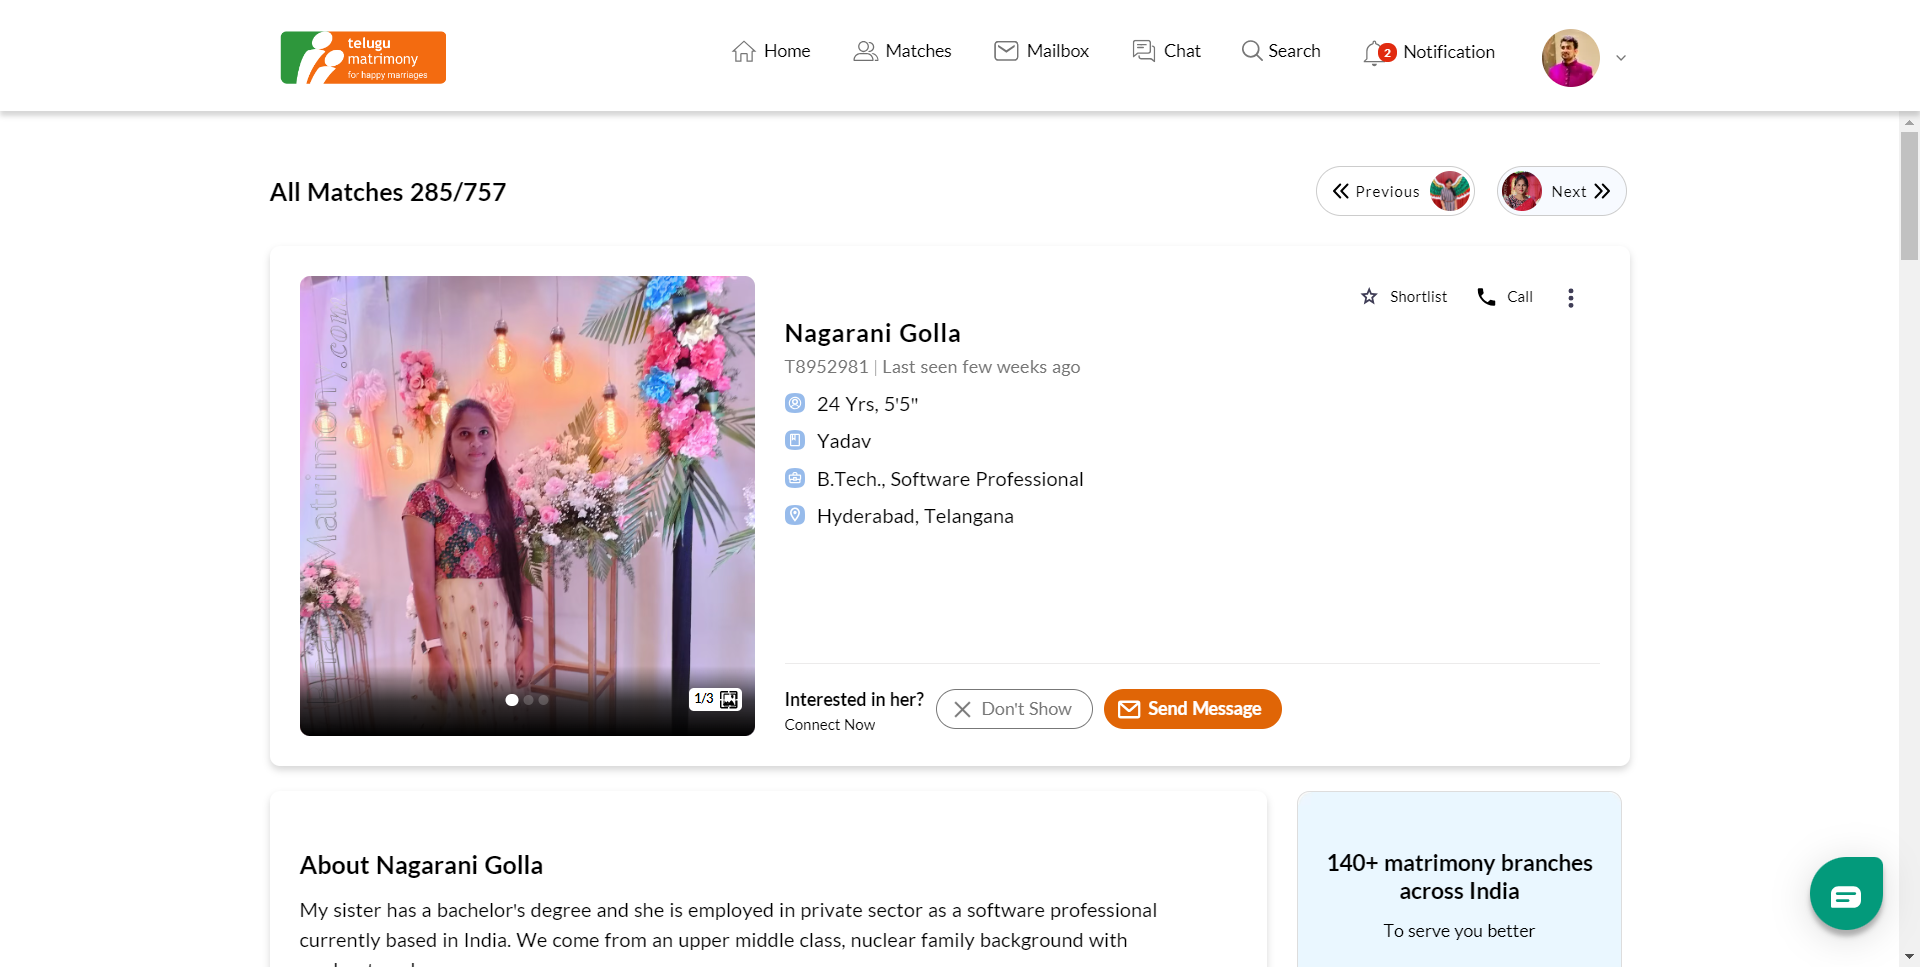 telugu
matrimony
for happy marriages
Home
Matches
Mailbox
Chat
Search
2
Notification
All Matches 285/757
Previous
Next
Matrimony.com
Shortlist
Call
Nagarani Golla
T8952981 | Last seen few weeks ago
24 Yrs, 5'5"
Yadav
B.Tech., Software Professional
Hyderabad, Telangana
1/3
Interested in her?
Connect Now
Don't Show
Send Message
About Nagarani Golla
My sister has a bachelor's degree and she is employed in private sector as a software professional
currently based in India. We come from an upper middle class, nuclear family background with
140+ matrimony branches
across India
To serve you better